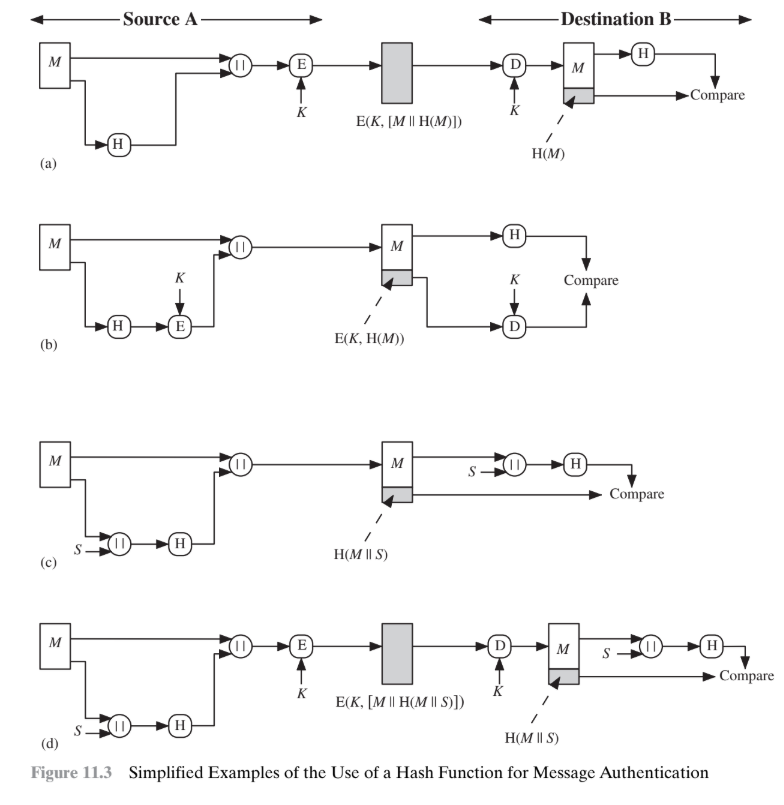 Source A Destination B
M || E D M H
K K Compare
E(K, [M || H(M)])
H H(M)
(a)
M || M H
K K Compare
H E D
E(K, H(M))
(b)
M || M || H
S
Compare
S || H
H(M || S)
(c)
M || E D M || H
S
K K Compare
E(K, [M || H(M || S)])
S || H
H(M || S)
(d)
Figure 11.3 Simplified Examples of the Use of a Hash Function for Message Authentication